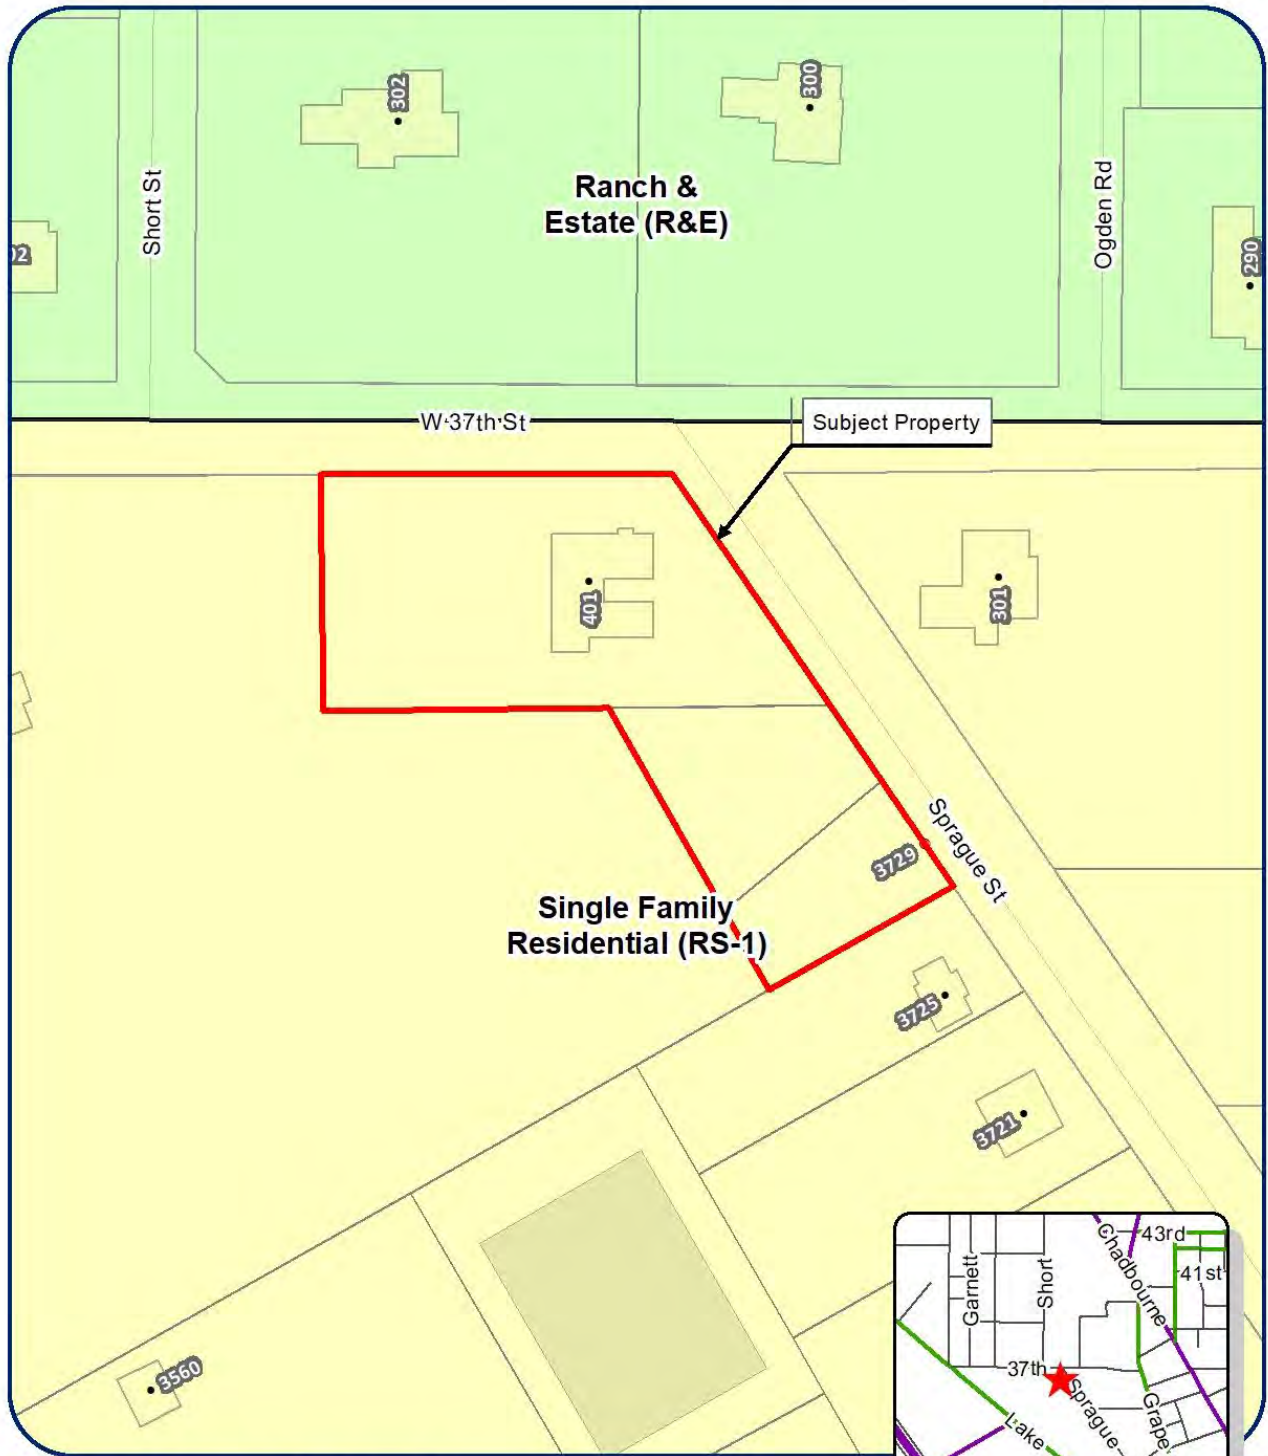 302
300
Short St
Ranch &
Estate (R&E)
Ogden Rd
02
290
W 37th St
Subject Property
401
301
Sprague St
3729
Single Family
Residential (RS-1)
3725
3721
3560
Garnett
Short
Chadbourne
43rd
41st
37th
Sprague
Grape
Lake